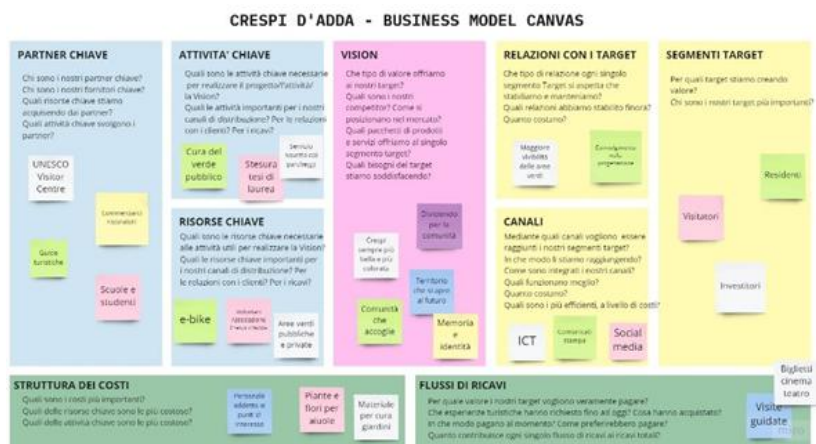 CRESPI D'ADDA - BUSINESS MODEL CANVAS
PARTNER CHIAVE
Chi sono i nostri partner chiave?
Chi sono i nostri fornitori chiave?
Quali risorse chiave stiamo
acquisendo dai partner?
Quali attività chiave svolgono i
partner?
UNESCO
Visitor
Centre
Guide
turistiche
Scuole e
studenti
ATTIVITA' CHIAVE
Quali sono le attività chiave necessarie
per realizzare il progetto/l'attività/
la Vision?
Quali le attività importanti per i nostri
canali di distribuzione? Per le relazioni
con i clienti? Per i ricavi?
Cura del
verde
pubblico
Stesura
tesi di
laurea
RISORSE CHIAVE
Quali sono le risorse chiave necessarie
alle attività utili per realizzare la Vision?
Quali le risorse chiave importanti per
i nostri canali di distribuzione? Per
le relazioni con i clienti? Per i ricavi?
e-bike
Aree verdi
pubbliche
e private
VISION
Che tipo di valore offriamo
ai nostri target?
Quali sono i nostri
competitor? Come si
posizionano nel mercato?
Quali pacchetti di prodotti
e servizi offriamo al singolo
segmento target?
Quali bisogni del target
stiamo soddisfacendo?
Dividendo
per la
comunità
Crespi
sempre più
bella e più
colorata
Territorio
che si apre
al futuro
Comunità
che
accoglie
Memoria
e
identità
RELAZIONI CON I TARGET
Che tipo di relazione ogni singolo
segmento Target si aspetta che
stabiliamo e manteniamo?
Quali relazioni abbiamo stabilito finora?
Quanto costano?
Maggiore
vivibilità
delle aree
verdi
CANALI
Mediante quali canali vogliono essere
raggiunti i nostri segmenti target?
In che modo li stiamo raggiungendo?
Come sono integrati i nostri canali?
Quali funzionano meglio?
Quanto costano?
Quali sono i più efficienti, a livello di costi?
ICT
Comunicati
stampa
Social
media
SEGMENTI TARGET
Per quali target stiamo creando
valore?
Chi sono i nostri target più importanti?
Residenti
Visitatori
Investitori
STRUTTURA DEI COSTI
Quali sono i costi più importanti?
Quali delle risorse chiave sono le più costose?
Quali delle attività chiave sono le più costose?
Personale
addetto ai
punti di
interesse
Piante e
fiori per
aiuole
Materiale
per cura
giardini
FLUSSI DI RICAVI
Per quale valore i nostri target vogliono veramente pagare?
Che esperienze turistiche hanno richiesto fino ad oggi? Cosa hanno acquistato?
In che modo pagano al momento? Come preferirebbero pagare?
Quanto contribuisce ogni singolo flusso di ricavi ai ricavi totali?
Biglietti
cinema
teatro
Visite
guidate
miro